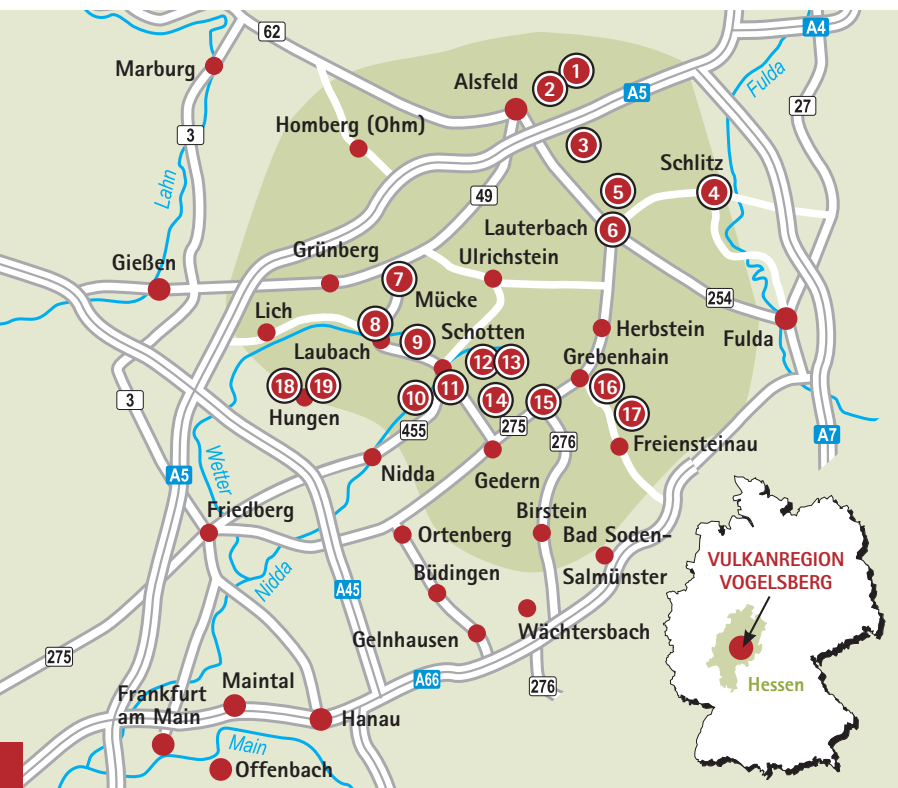 62
A4
Marburg
Alsfeld
1
2
A5
Fulda
27
Homberg (Ohm)
3
3
Schlitz
Lahn
49
5
4
Lauterbach
6
Grünberg
Ulrichstein
Gießen
7
Mücke
254
Lich
8
Schotten
Herbstein
Fulda
Laubach
9
Grebenhain
12
13
18
19
10
11
14
15
16
3
Hungen
17
455
275
276
Freiensteinau
A7
Wetter
A5
Nidda
Gedern
Friedberg
Birstein
Ortenberg
Bad Soden-
Salmünster
VULKANREGION
VOGELSBERG
Nidda
Büdingen
A45
Gelnhausen
Wächtersbach
275
A66
276
Hessen
Frankfurt
am Main
Maintal
Hanau
Main
Offenbach